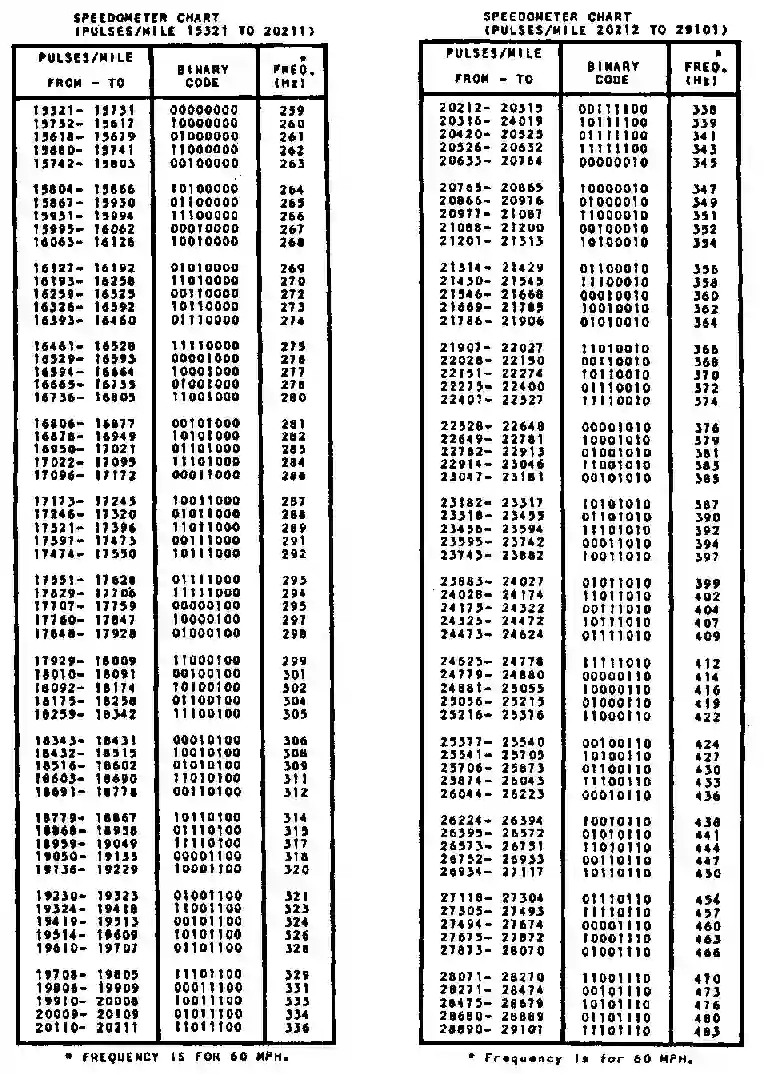 SPEEDOMETER CHART
(PULSES/MILE 15321 TO 20211)
PULSES/MILE FROM - TO BINARY CODE * FREQ. (HZ)
15321- 00000000 259
10000000 260
01000000 261
11000000 262
15742- 15803 00100000 263
15804- 15866 10100000 264
15867- 15930 01100000 265
15931- 15994 11100000 266
15995- 16062 00010000 267
16063- 16126 10010000 268
16127- 16192 01010000 269
16193- 16258 11010000 270
16259- 16325 00110000 272
16326- 16392 10110000 273
16393- 16460 01110000 274
16461- 16528 11110000 275
16529- 16593 00001000 276
16594- 16664 10001000 277
16665- 16735 01001000 278
16736- 16805 11001000 280
16806- 16877 00101000 281
16878- 16949 10101000 282
16950- 17021 01101000 283
17022- 17095 11101000 284
17096- 17172 00011000
17173- 17245 10011000 287
17246- 17320 01011000 288
17321- 17396 11011000 289
17397- 17473 00111000 291
17474- 17550 10111000 292
17551- 17628 01111000 293
17629- 17706 11111000 294
17707- 17759 00000100 295
17760- 17847 10000100 297
17848- 17928 01000100 298
17929- 18009 11000100 299
18010- 18091 00100100 301
18092- 18174 10100100 302
18175- 18258 01100100 304
18259- 18342 11100100 305
18343- 18431 00010100 306
18432- 18515 10010100 308
18516- 18602 01010100 309
18603- 18690 11010100 311
18691- 18778 00110100 312
18779- 18867 10110100 314
18868- 18958 01110100 315
18959- 19049 11110100 317
19050- 19135 00001100 318
19136- 19229 10001100 320
19230- 19323 01001100 321
19324- 19418 11001100 323
19419- 19513 00101100 324
19514- 19609 10101100 326
19610- 19707 01101100 328
19708- 19805 11101100 329
19806- 19909 00011100 331
19910- 20008 10011100 333
20009- 20109 01011100 334
20110- 20211 11011100 336
* FREQUENCY IS FOR 60 MPH.
SPEEDOMETER CHART
(PULSES/MILE 20212 TO 29101)
PULSES/MILE FROM - TO BINARY CODE * FREQ. (HZ)
20212- 20315 00111100 338
20316- 24019 10111100 339
20420- 20525 01111100 341
20526- 20632 11111100 343
20633- 20764 00000010 345
20765- 20865 10000010 347
20866- 20976 01000010 349
20977- 21087 11000010 351
21088- 21200 00100010 352
21201- 21313 10100010 354
21314- 21429 01100010 356
21430- 21545 11100010 358
21546- 21668 00010010 360
21669- 21785 10010010 362
21786- 21906 01010010 364
21907- 22027 11010010 366
22028- 22150 00110010 368
22151- 22274 10110010 370
22275- 22400 01110010 372
22401- 22527 11110010 374
22528- 22648 00001010 376
22649- 22781 10001010 379
22782- 22913 01001010 381
22914- 23046 11001010 383
23047- 23181 00101010 385
23182- 23317 10101010 387
23318- 23455 01101010 390
23456- 23594 11101010 392
23595- 23742 00011010 394
23743- 23882 10011010 397
23883- 24027 01011010 399
24028- 24174 11011010 402
24175- 24322 00111010 404
24323- 24472 10111010 407
24473- 24624 01111010 409
24625- 24778 11111010 412
24779- 24880 00000110 414
24881- 25055 10000110 416
25056- 25215 01000110 419
25216- 25376 11000110 422
25377- 25540 00100110 424
25541- 25705 10100110 427
25706- 25873 01100110 430
25874- 26043 11100110 433
26044- 26223 00010110 436
26224- 26394 10010110 438
26395- 26572 01010110 441
26573- 26751 11010110 444
26752- 26933 00110110 447
26934- 27117 10110110 450
27118- 27304 01110110 454
27305- 27493 11110110 457
27494- 27674 00001110 460
27675- 27872 10001110 463
27873- 28070 01001110 466
28071- 28270 11001110 470
28271- 28474 00101110 473
28475- 28679 10101110 476
28680- 28889 01101110 480
28890- 29101 11101110 483
* Frequency is for 60 MPH.